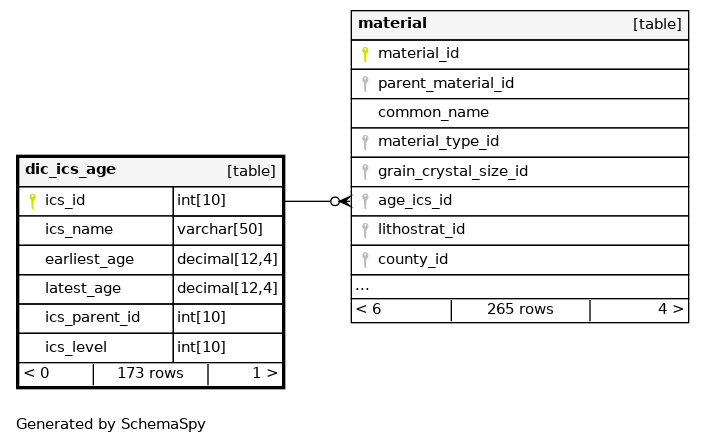 material [table]
material_id
parent_material_id
common_name
material_type_id
grain_crystal_size_id
age_ics_id
lithostrat_id
county_id
...
< 6 265 rows 4 >
dic_ics_age [table]
ics_id int[10]
ics_name varchar[50]
earliest_age decimal[12,4]
latest_age decimal[12,4]
ics_parent_id int[10]
ics_level int[10]
< 0 173 rows 1 >
Generated by SchemaSpy